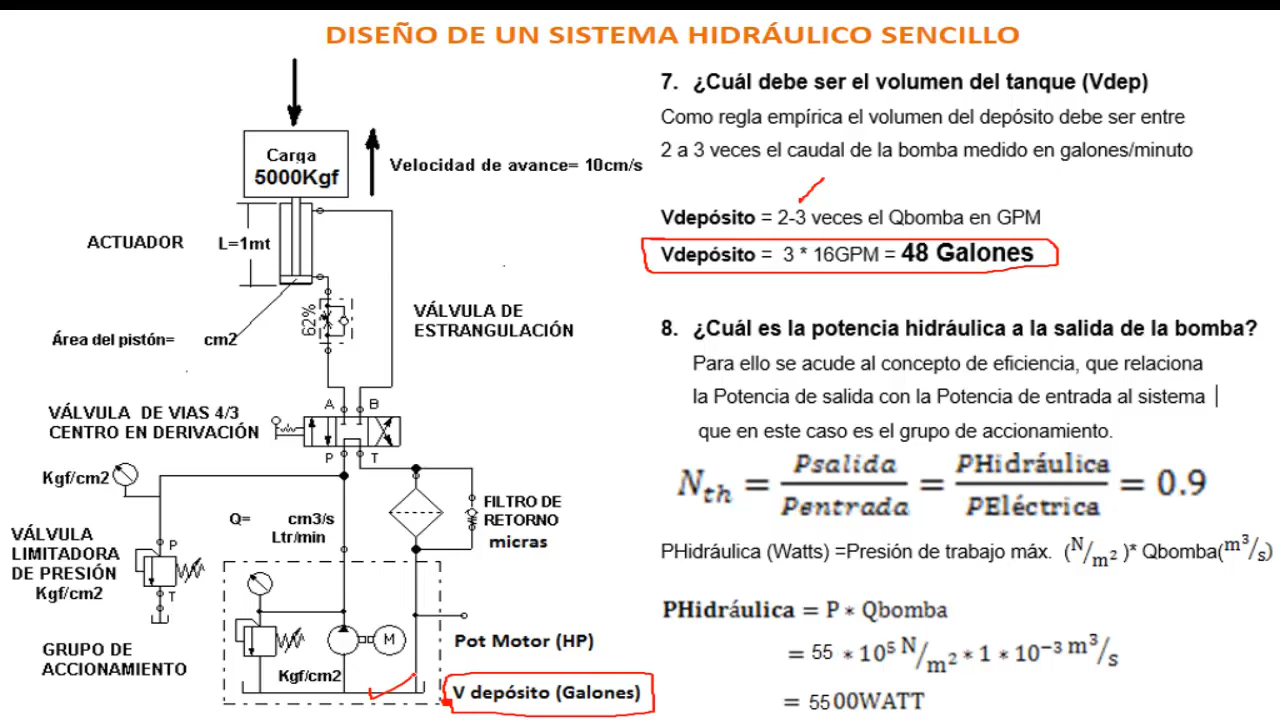 DISEÑO DE UN SISTEMA HIDRÁULICO SENCILLO
Carga
5000Kgf
Velocidad de avance= 10cm/s
ACTUADOR
L=1mt
62%
VÁLVULA DE
ESTRANGULACIÓN
Área del pistón= cm2
A B
VÁLVULA DE VIAS 4/3
CENTRO EN DERIVACIÓN
P T
Kgf/cm2
Q= cm3/s
Ltr/min
FILTRO DE
RETORNO
micras
VÁLVULA
LIMITADORA
DE PRESIÓN
Kgf/cm2
P
T
M
GRUPO DE
ACCIONAMIENTO
Kgf/cm2
Pot Motor (HP)
V depósito (Galones)
7. ¿Cuál debe ser el volumen del tanque (Vdep)
Como regla empírica el volumen del depósito debe ser entre
2 a 3 veces el caudal de la bomba medido en galones/minuto
Vdepósito = 2-3 veces el Qbomba en GPM
Vdepósito = 3 * 16GPM = 48 Galones
8. ¿Cuál es la potencia hidráulica a la salida de la bomba?
Para ello se acude al concepto de eficiencia, que relaciona
la Potencia de salida con la Potencia de entrada al sistema
que en este caso es el grupo de accionamiento.
Nth = Psalida/Pentrada = PHidráulica/PEléctrica = 0.9
PHidráulica (Watts) =Presión de trabajo máx. (N/m2 )* Qbomba(m3/s)
PHidráulica = P * Qbomba
= 55 * 10⁵ N/m2 * 1 * 10⁻³ m3/s
= 5500WATT